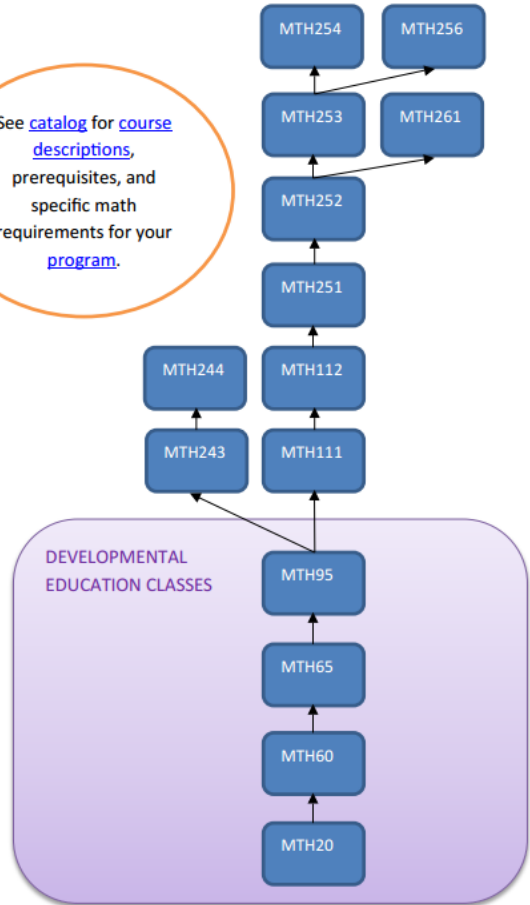 MTH254
MTH256
MTH253
MTH261
See catalog for course
descriptions,
prerequisites, and
specific math
requirements for your
program.
MTH252
MTH251
MTH244
MTH112
MTH243
MTH111
DEVELOPMENTAL
EDUCATION CLASSES
MTH95
MTH65
MTH60
MTH20